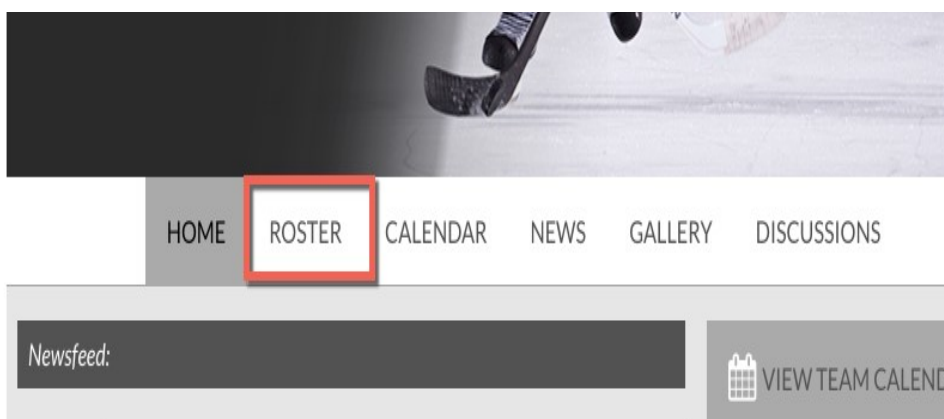 HOME ROSTER CALENDAR NEWS GALLERY DISCUSSIONS
Newsfeed:
VIEW TEAM CALEND